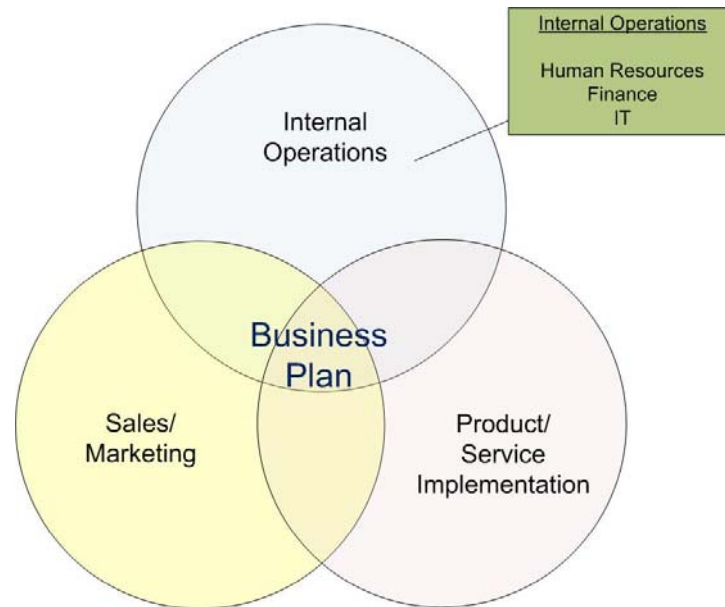 Internal Operations
Human Resources
Finance
IT
Internal
Operations
Business
Plan
Sales/
Marketing
Product/
Service
Implementation